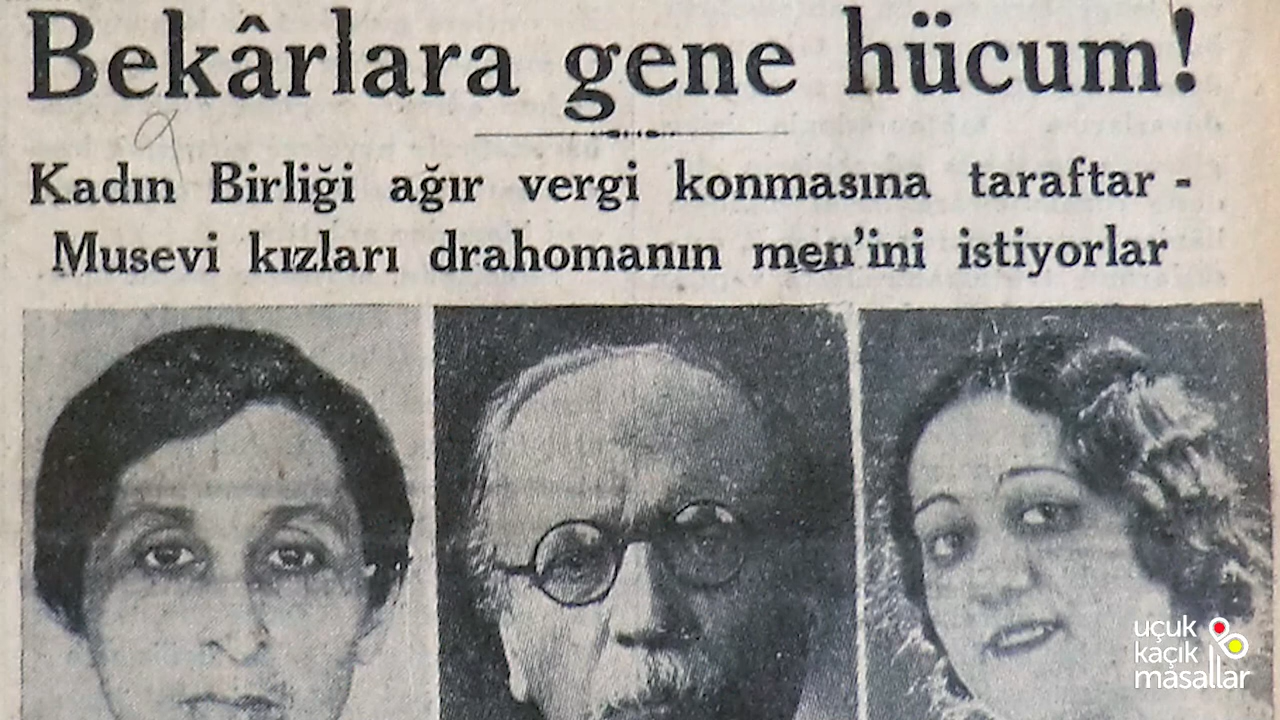 Bekârlara gene hücum!
Kadın Birliği ağır vergi konmasına taraftar -
Musevi kızları drahomanın men'ini istiyorlar
uçuk
kaçık
masallar